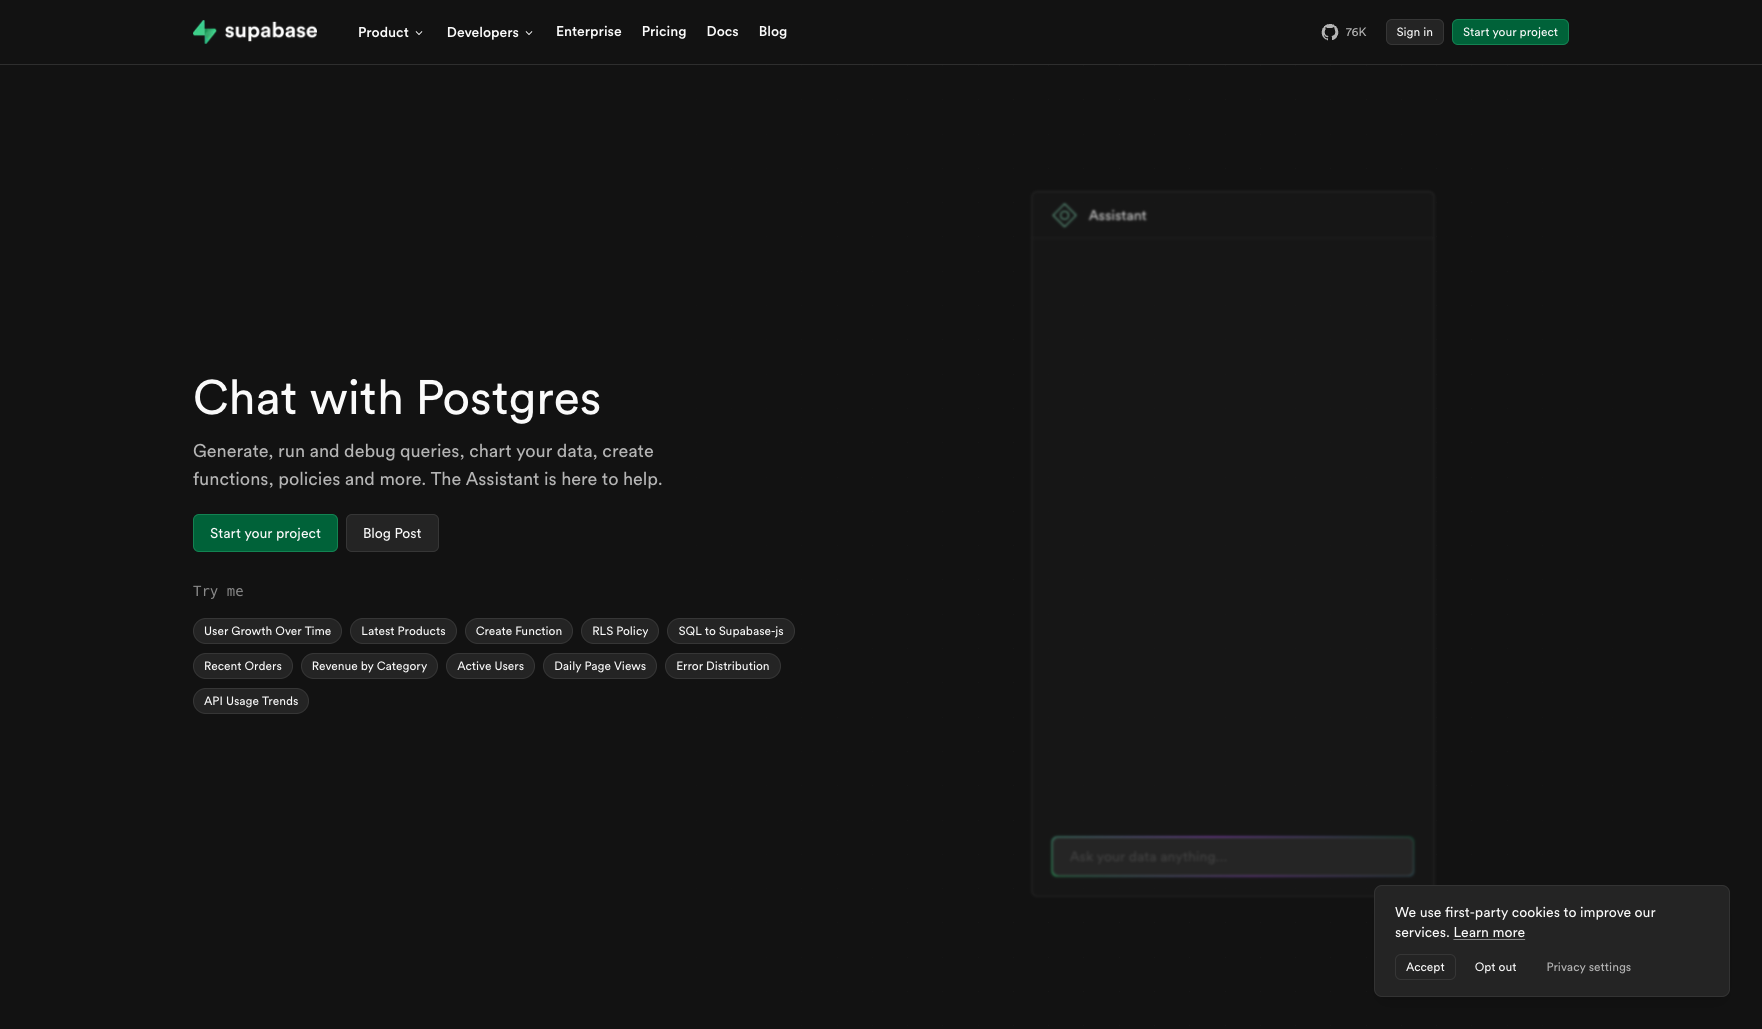 supabase
Product
Developers
Enterprise
Pricing
Docs
Blog
76K
Sign in
Start your project
Assistant
Chat with Postgres
Generate, run and debug queries, chart your data, create
functions, policies and more. The Assistant is here to help.
Start your project
Blog Post
Try me
User Growth Over Time
Latest Products
Create Function
RLS Policy
SQL to Supabase-js
Recent Orders
Revenue by Category
Active Users
Daily Page Views
Error Distribution
API Usage Trends
Ask your data anything...
We use first-party cookies to improve our
services. Learn more
Accept
Opt out
Privacy settings